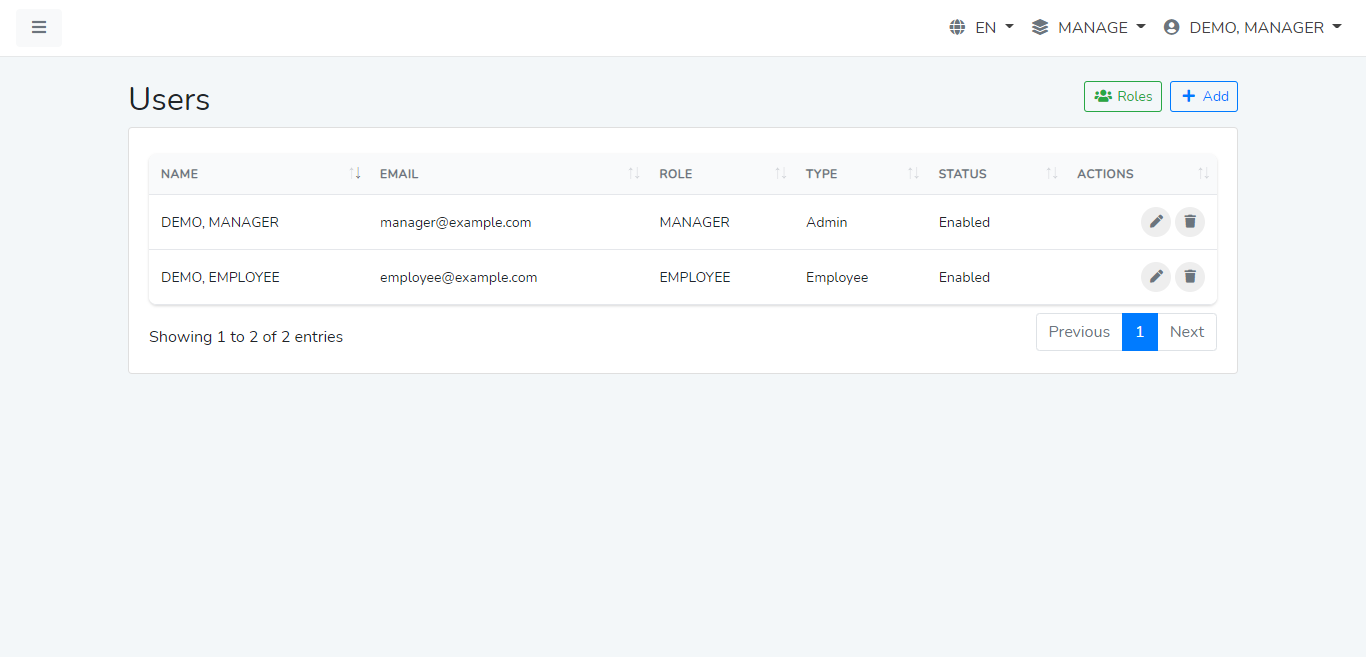 EN MANAGE DEMO, MANAGER
Users
Roles Add
NAME EMAIL ROLE TYPE STATUS ACTIONS
DEMO, MANAGER manager@example.com MANAGER Admin Enabled
DEMO, EMPLOYEE employee@example.com EMPLOYEE Employee Enabled
Showing 1 to 2 of 2 entries
Previous 1 Next